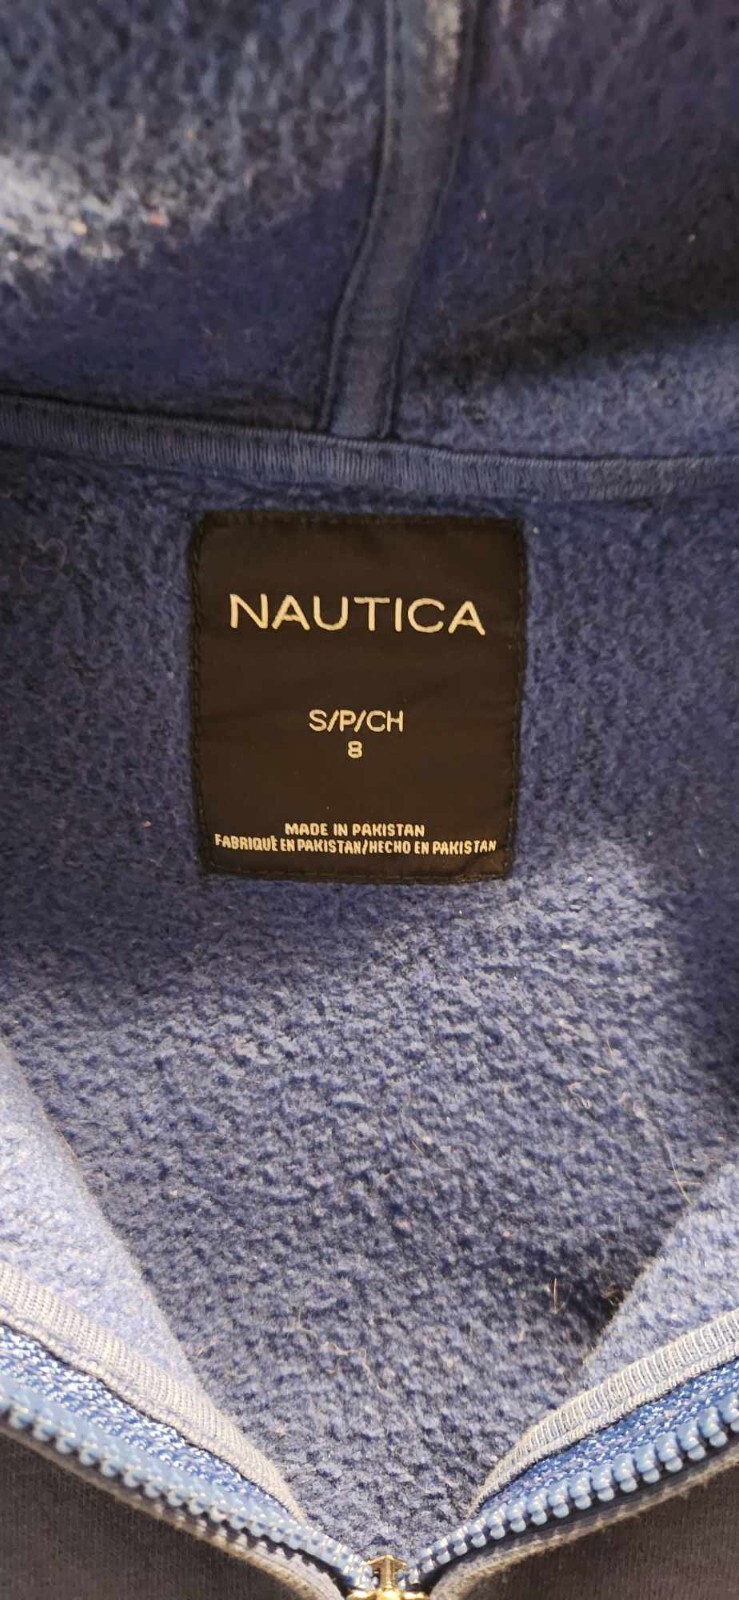 NAUTICA
S/P/CH
8
MADE IN PAKISTAN
FABRIQUÉ EN PAKISTAN/HECHO EN PAKISTAN